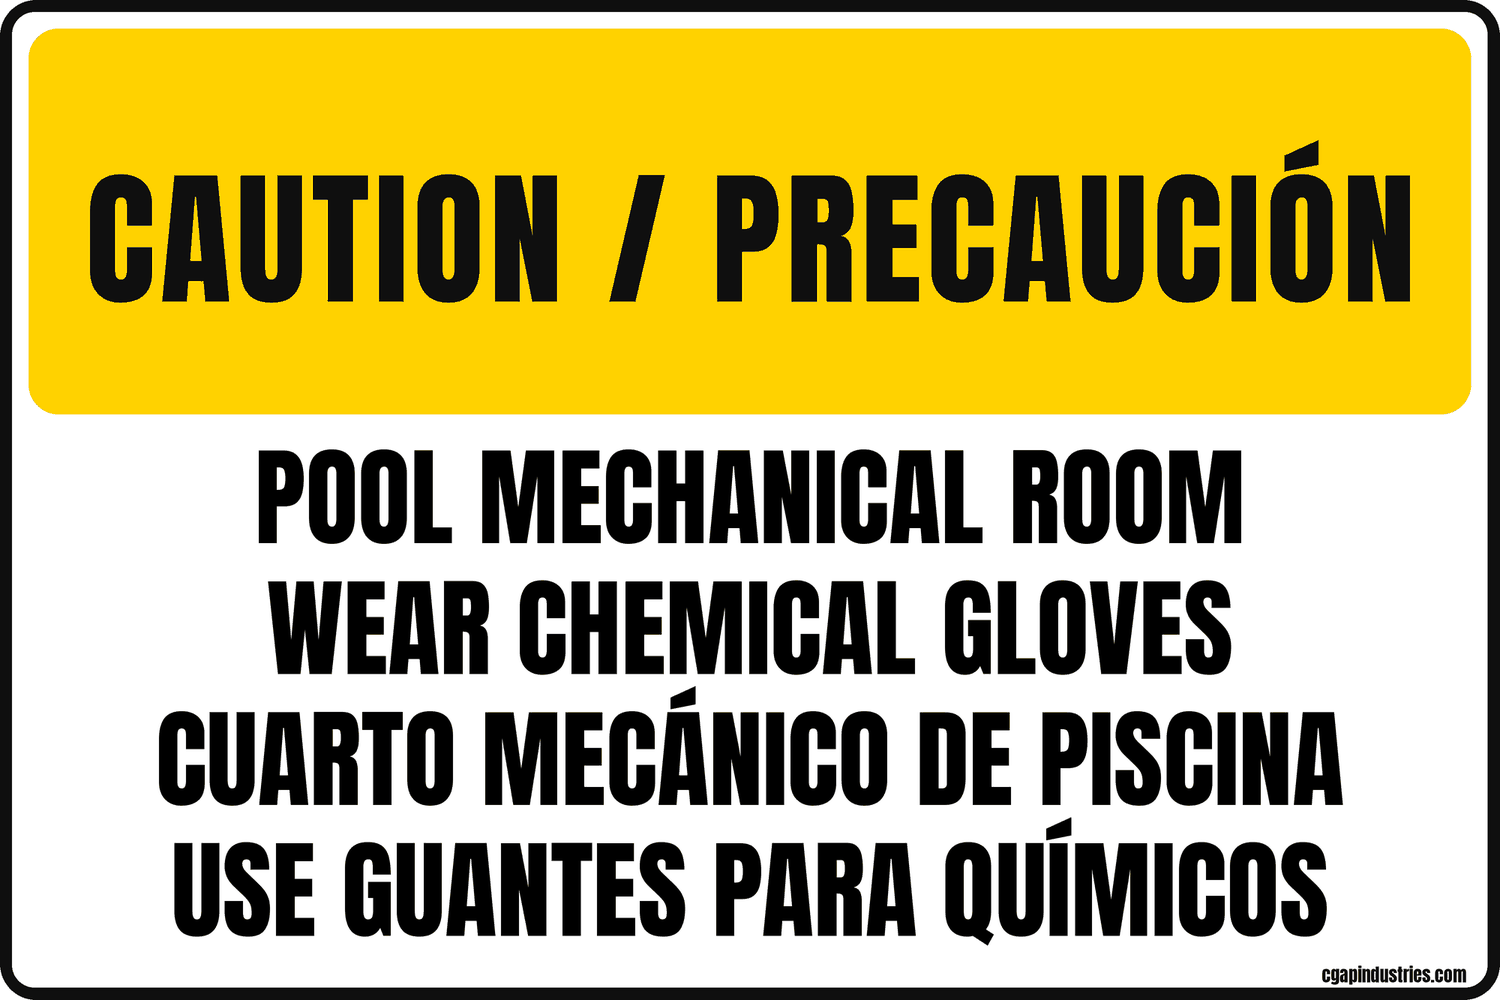 CAUTION / PRECAUCIÓN
POOL MECHANICAL ROOM
WEAR CHEMICAL GLOVES
CUARTO MECÁNICO DE PISCINA
USE GUANTES PARA QUÍMICOS
cgapindustries.com